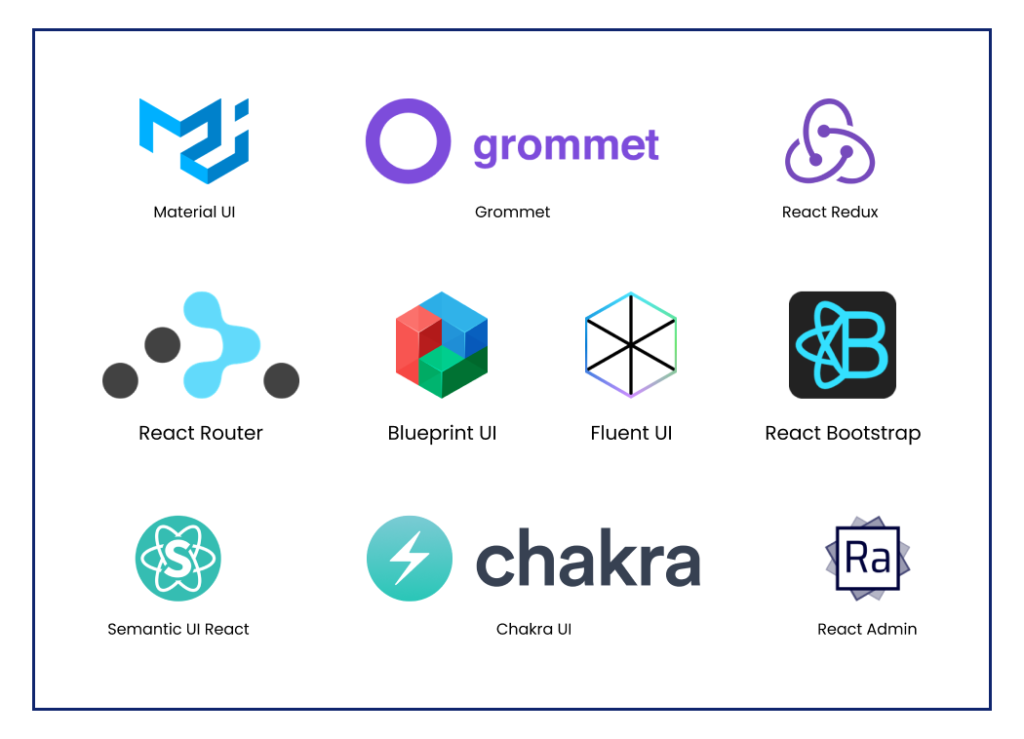 grommet
Material UI
Grommet
React Redux
B
React Router
Blueprint UI
Fluent UI
React Bootstrap
S
chakra
Ra
Semantic UI React
Chakra UI
React Admin